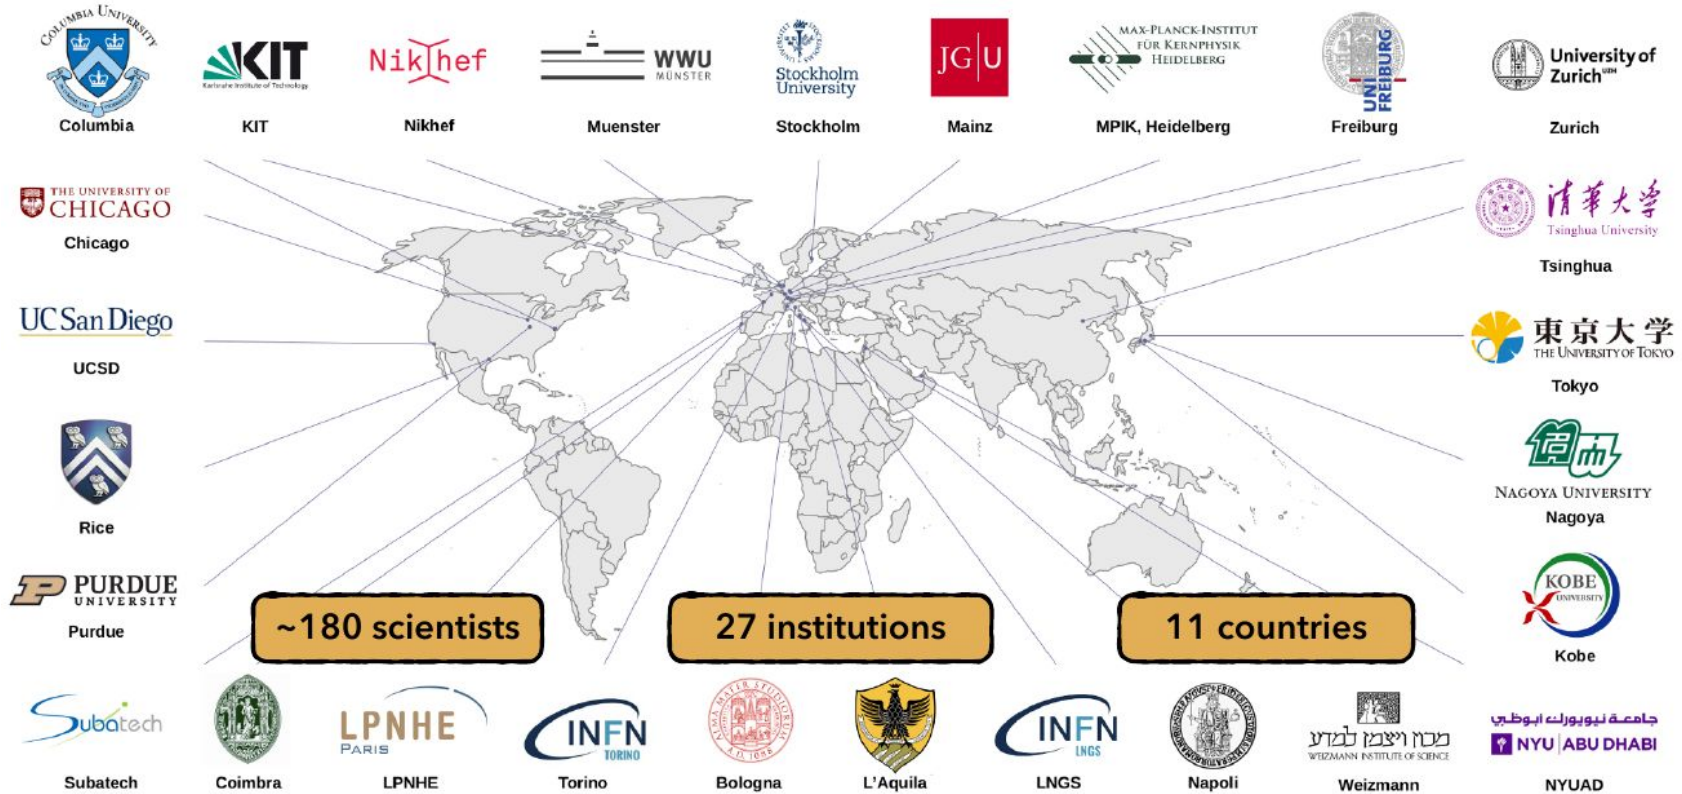 COLUMBIA UNIVERSITY
Columbia
KIT
Karlsruhe Institute of Technology
KIT
Nikhef
Nikhef
WWU
MÜNSTER
Muenster
Stockholm
University
Stockholm
JG|U
Mainz
MAX-PLANCK-INSTITUT
FÜR KERNPHYSIK
HEIDELBERG
MPIK, Heidelberg
UNI
FREIBURG
Freiburg
University of
Zurich UZH
Zurich
THE UNIVERSITY OF
CHICAGO
Chicago
清華大学
Tsinghua University
Tsinghua
UC San Diego
UCSD
東京大学
THE UNIVERSITY OF TOKYO
Tokyo
Rice
NAGOYA UNIVERSITY
Nagoya
PURDUE
UNIVERSITY
Purdue
KOBE
UNIVERSITY
Kobe
~180 scientists
27 institutions
11 countries
Subatech
Subatech
Coimbra
LPNHE
PARIS
LPNHE
INFN
TORINO
Torino
ALMA MATER STUDIORUM
A.D. 1088
Bologna
L'Aquila
INFN
LNGS
LNGS
Napoli
מכון ויצמן למדע
WEIZMANN INSTITUTE OF SCIENCE
Weizmann
جامعة نيويورك أبوظبي
NYU ABU DHABI
NYUAD